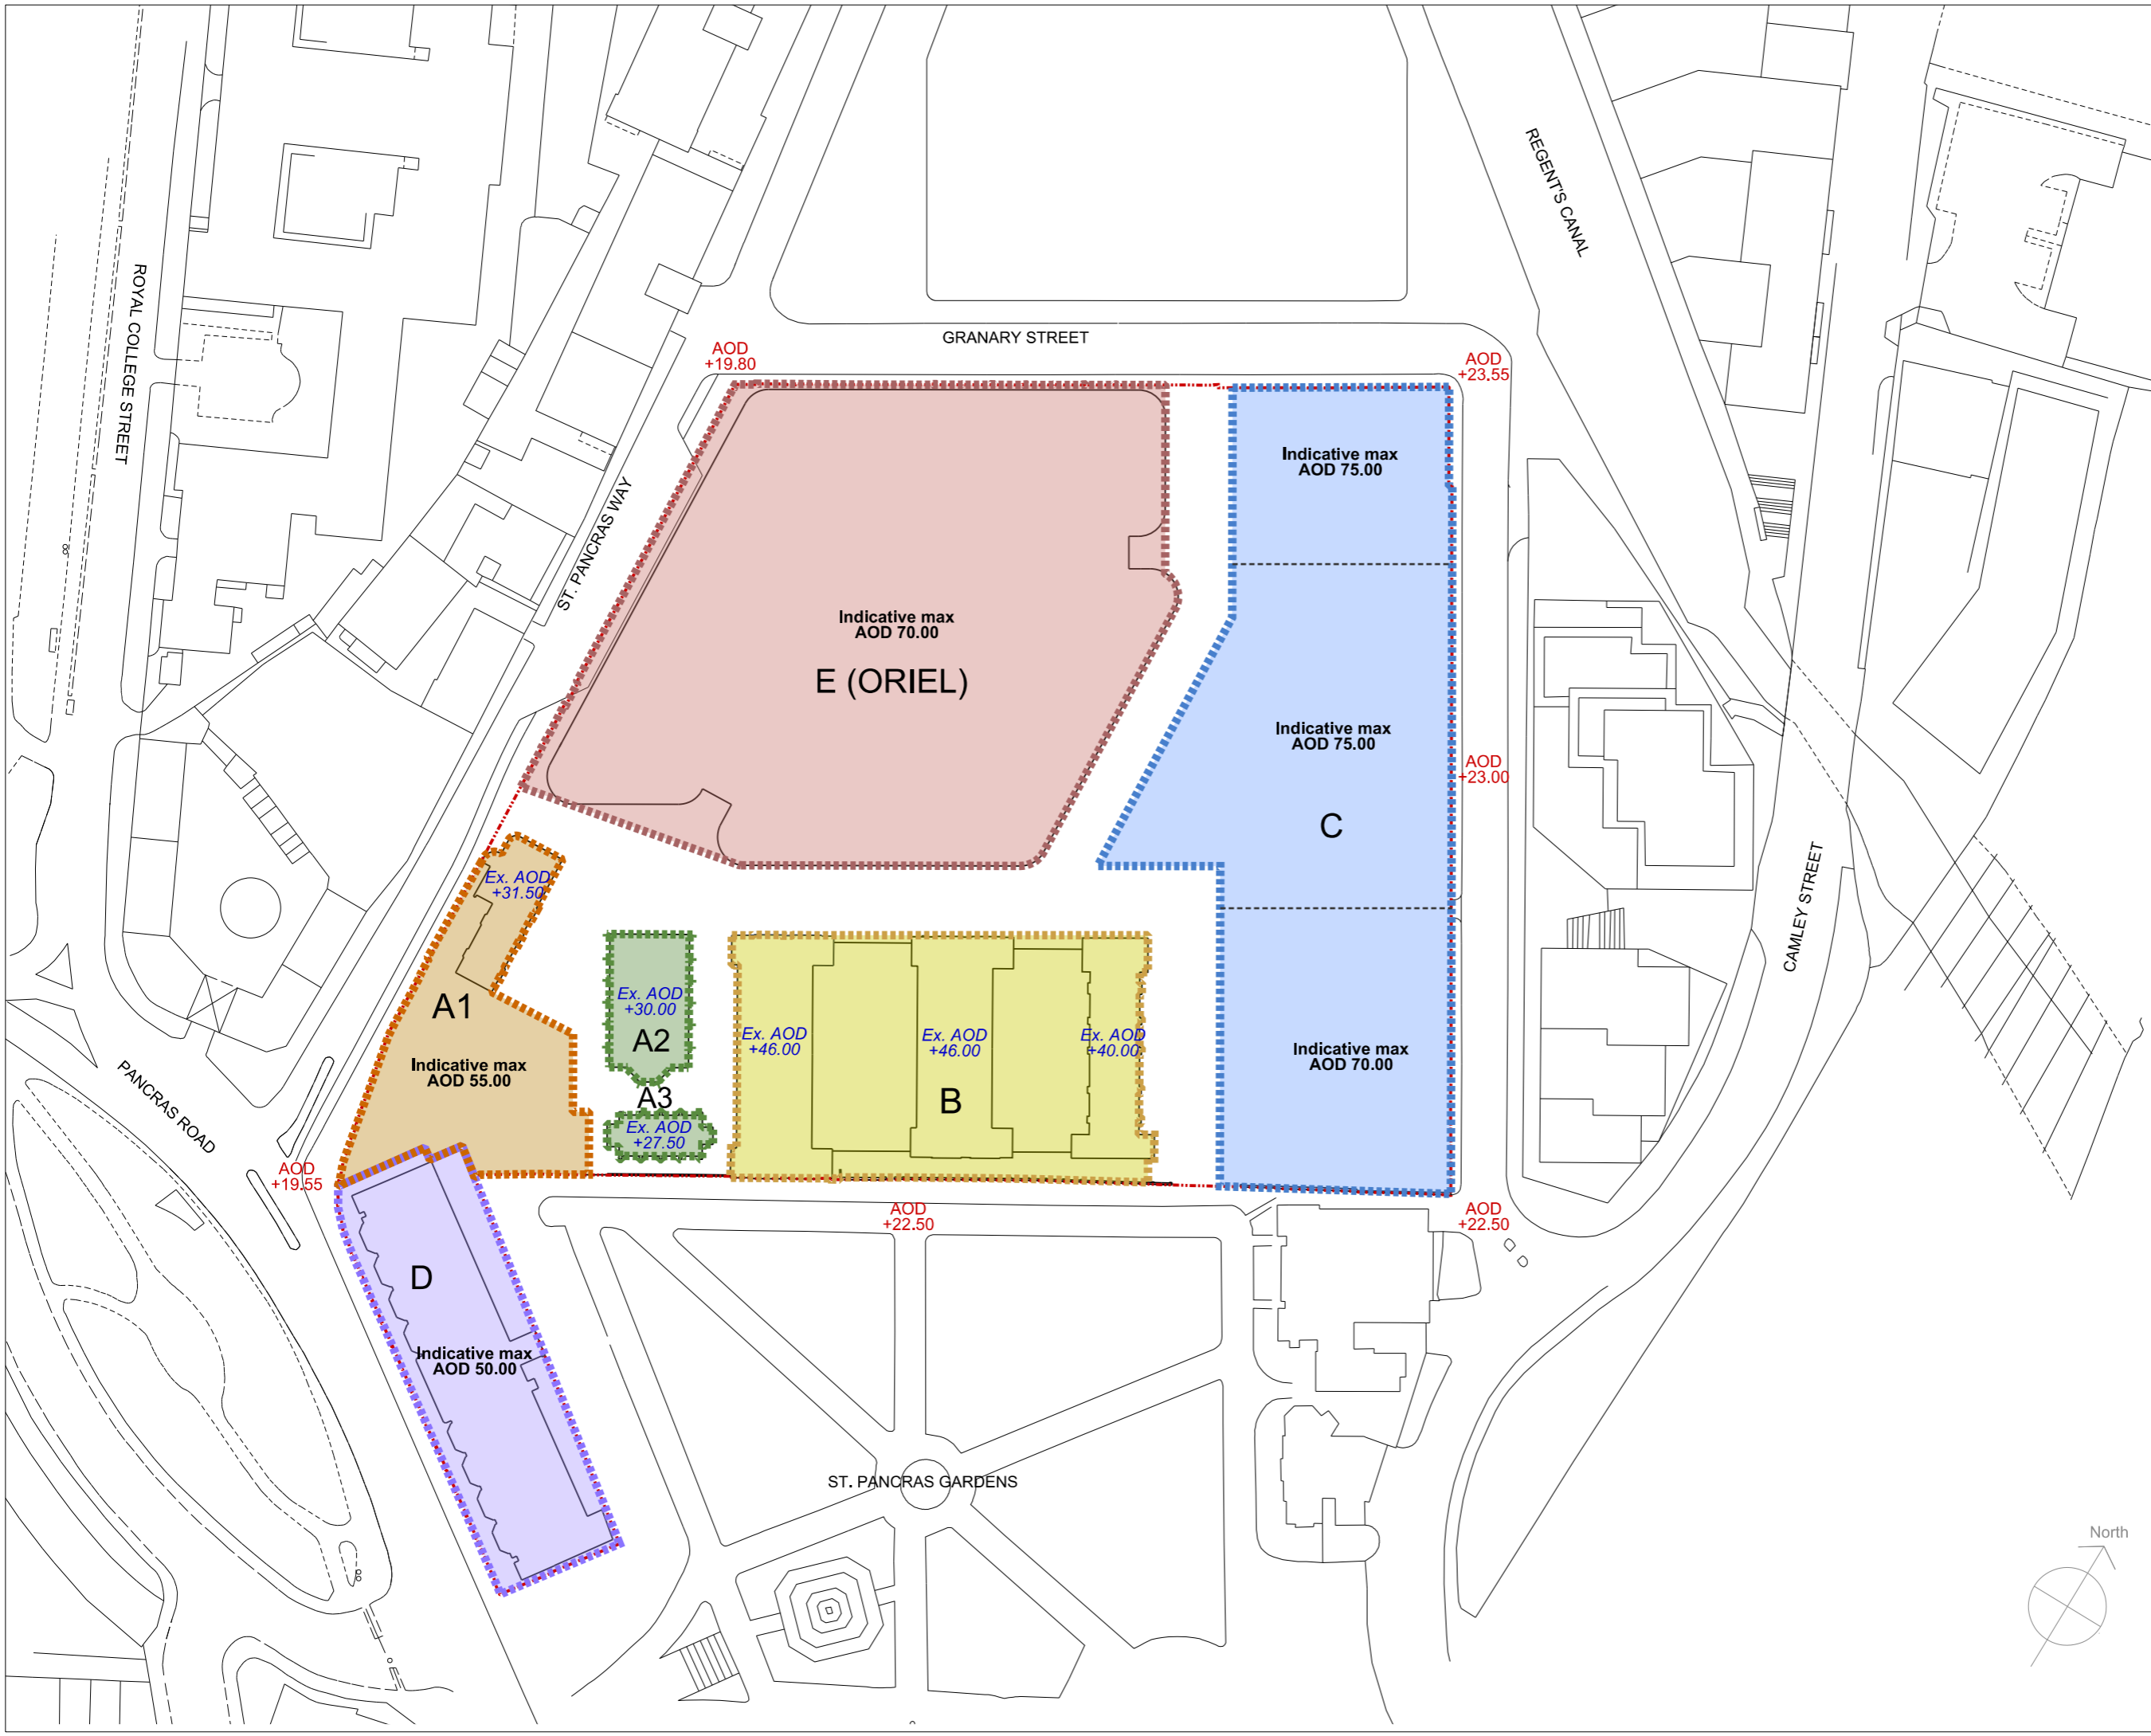 REGENT'S CANAL
ROYAL COLLEGE STREET
GRANARY STREET
AOD
+19.80
AOD
+23.55
Indicative max
AOD 75.00
ST. PANCRAS WAY
Indicative max
AOD 70.00
E (ORIEL)
Indicative max
AOD 75.00
AOD
+23.00
C
CAMLEY STREET
Ex. AOD
+31.50
A1
Ex. AOD
+30.00
A2
Ex. AOD
+46.00
Ex. AOD
+46.00
Ex. AOD
+40.00
Indicative max
AOD 70.00
Indicative max
AOD 55.00
A3
B
PANCRAS ROAD
Ex. AOD
+27.50
AOD
+19.55
AOD
+22.50
AOD
+22.50
D
Indicative max
AOD 50.00
ST. PANCRAS GARDENS
North